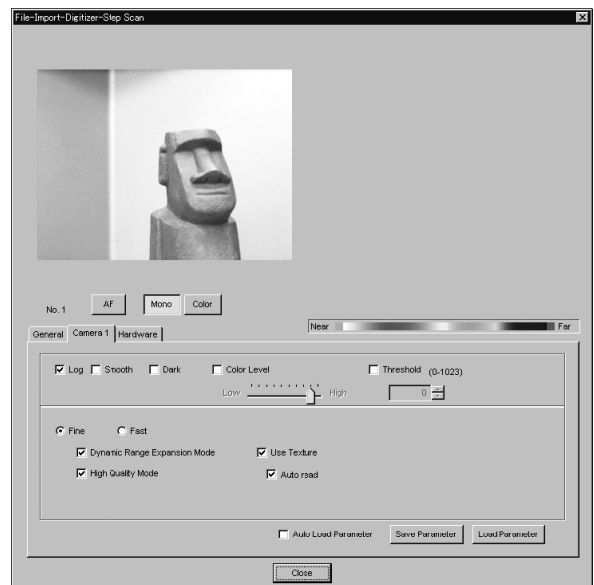 File-Import-Digitizer-Step Scan
No. 1
AF
Mono
Color
Near
Far
General
Camera 1
Hardware
Log
Smooth
Dark
Color Level
Threshold
(0-1023)
Low
High
0
Fine
Fast
Dynamic Range Expansion Mode
Use Texture
High Quality Mode
Auto read
Auto Load Parameter
Save Parameter
Load Parameter
Close